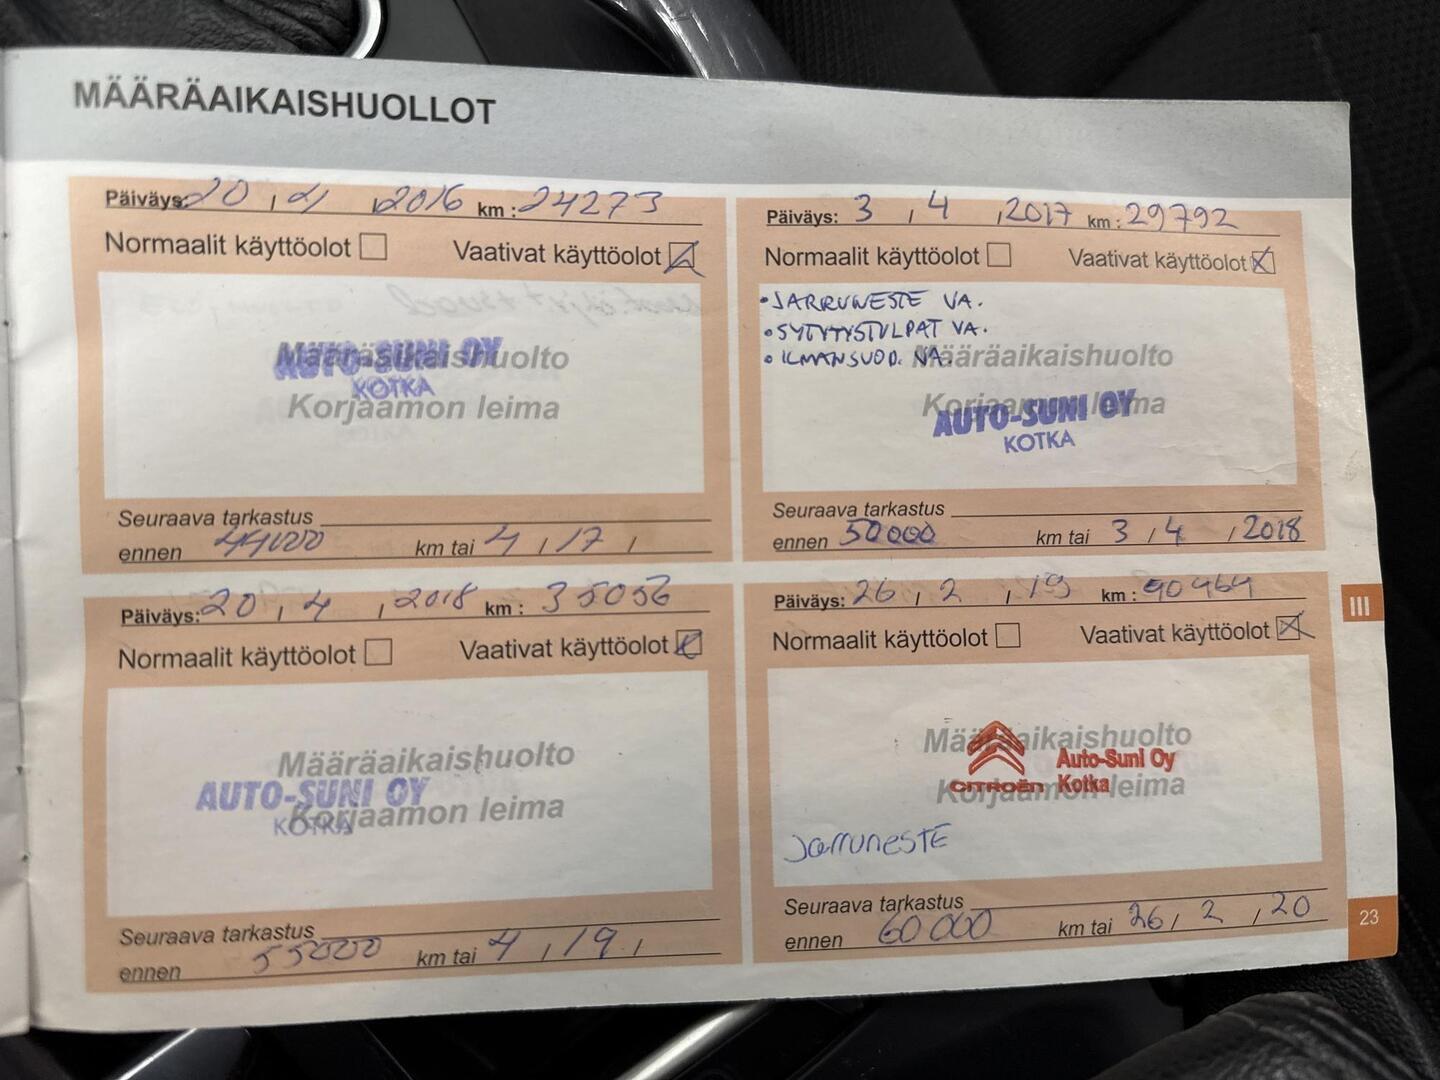 MÄÄRÄAIKAISHUOLLOT
Päiväys: 20 , 4 , 2016 km : 24273
Normaalit käyttöolot Vaativat käyttöolot
Määräaikaishuolto
AUTO-SUNI OY
KOTKA
Korjaamon leima
Seuraava tarkastus
ennen 44000 km tai 4 , 17 ,
Päiväys: 3 , 4 , 2017 km : 29792
Normaalit käyttöolot Vaativat käyttöolot
• JARRUNESTE VA.
• SYTYTYSTULPAT VA.
• ILMANSUOD. NA.
Määräaikaishuolto
Korjaamon leima
AUTO-SUNI OY
KOTKA
Seuraava tarkastus
ennen 50000 km tai 3 , 4 , 2018
Päiväys: 20 , 4 , 2018 km : 35056
Normaalit käyttöolot Vaativat käyttöolot
Määräaikaishuolto
AUTO-SUNI OY
Korjaamon leima
KOTKA
Seuraava tarkastus
ennen 55000 km tai 4 , 19 ,
Päiväys: 26 , 2 , 19 km :
Normaalit käyttöolot Vaativat käyttöolot
Määräaikaishuolto
Auto-Suni Oy
CITROËN Kotka
Korjaamon leima
Jarruneste
Seuraava tarkastus
ennen 60000 km tai 26 , 2 , 20
III
23